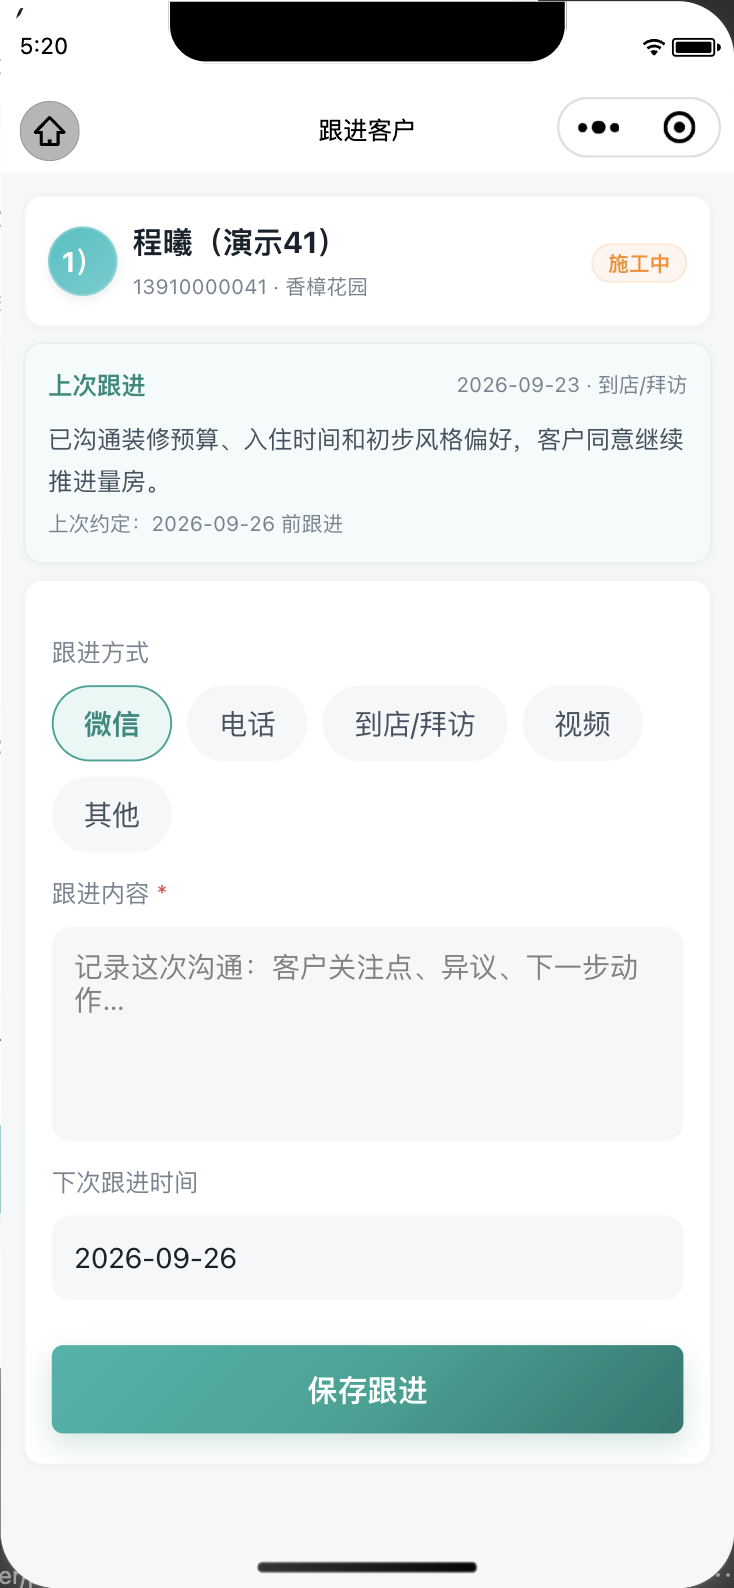 5:20
跟进客户
1)
程曦（演示41）
13910000041 · 香樟花园
施工中
上次跟进
2026-09-23 · 到店/拜访
已沟通装修预算、入住时间和初步风格偏好，客户同意继续
推进量房。
上次约定：2026-09-26 前跟进
跟进方式
微信
电话
到店/拜访
视频
其他
跟进内容 *
记录这次沟通：客户关注点、异议、下一步动
作...
下次跟进时间
2026-09-26
保存跟进